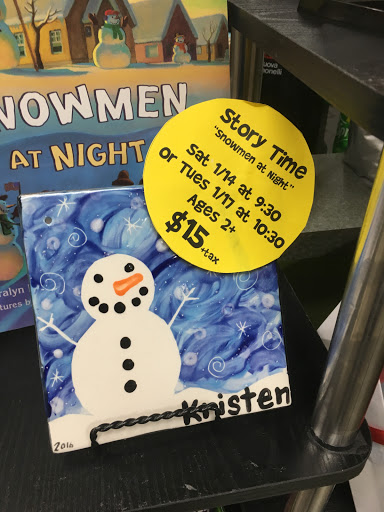 NOWMEN
AT NIGHT
Story Time
"Snowmen at Night"
Sat 1/14 at 9:30
or Tues 1/17 at 10:30
Ages 2+
$15 +tax
Kristen
2016